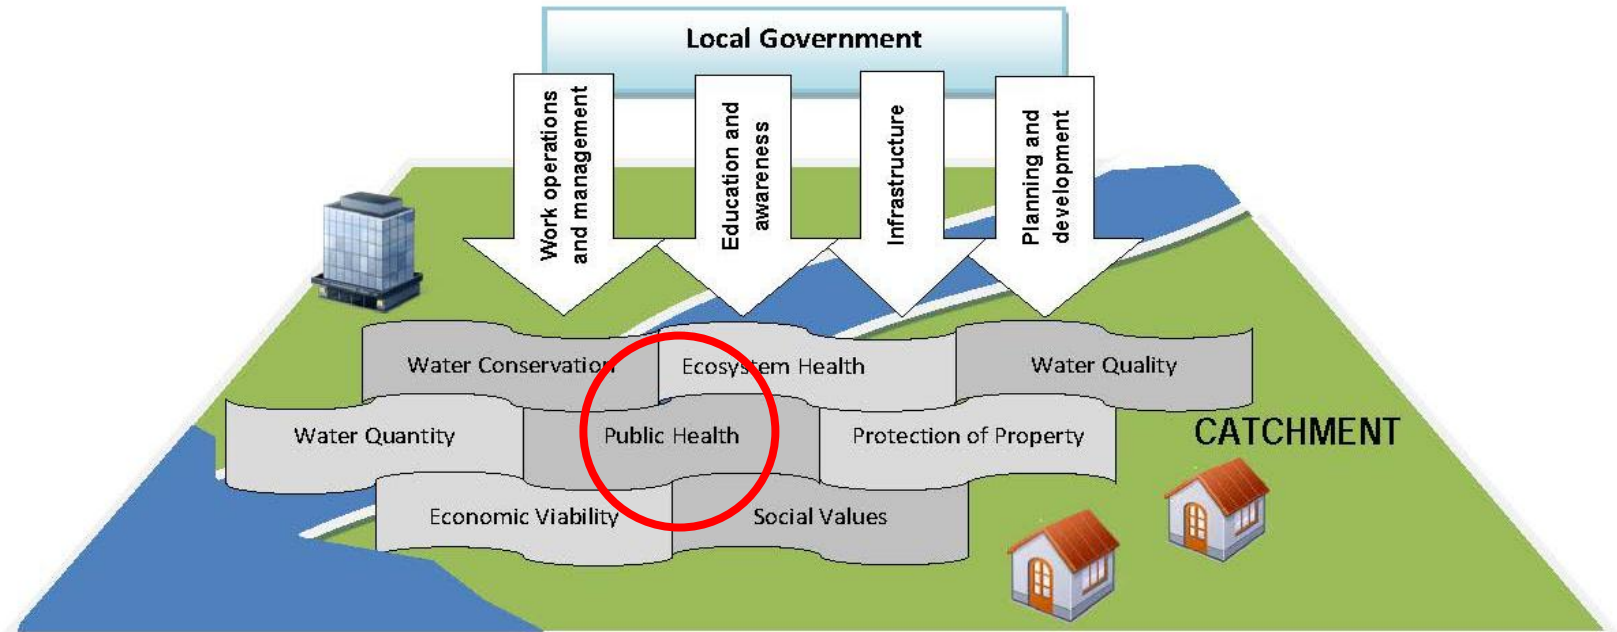 Local Government
Work operations
and management
Education and
awareness
Infrastructure
Planning and
development
Water Conservation
Ecosystem Health
Water Quality
Water Quantity
Public Health
Protection of Property
CATCHMENT
Economic Viability
Social Values